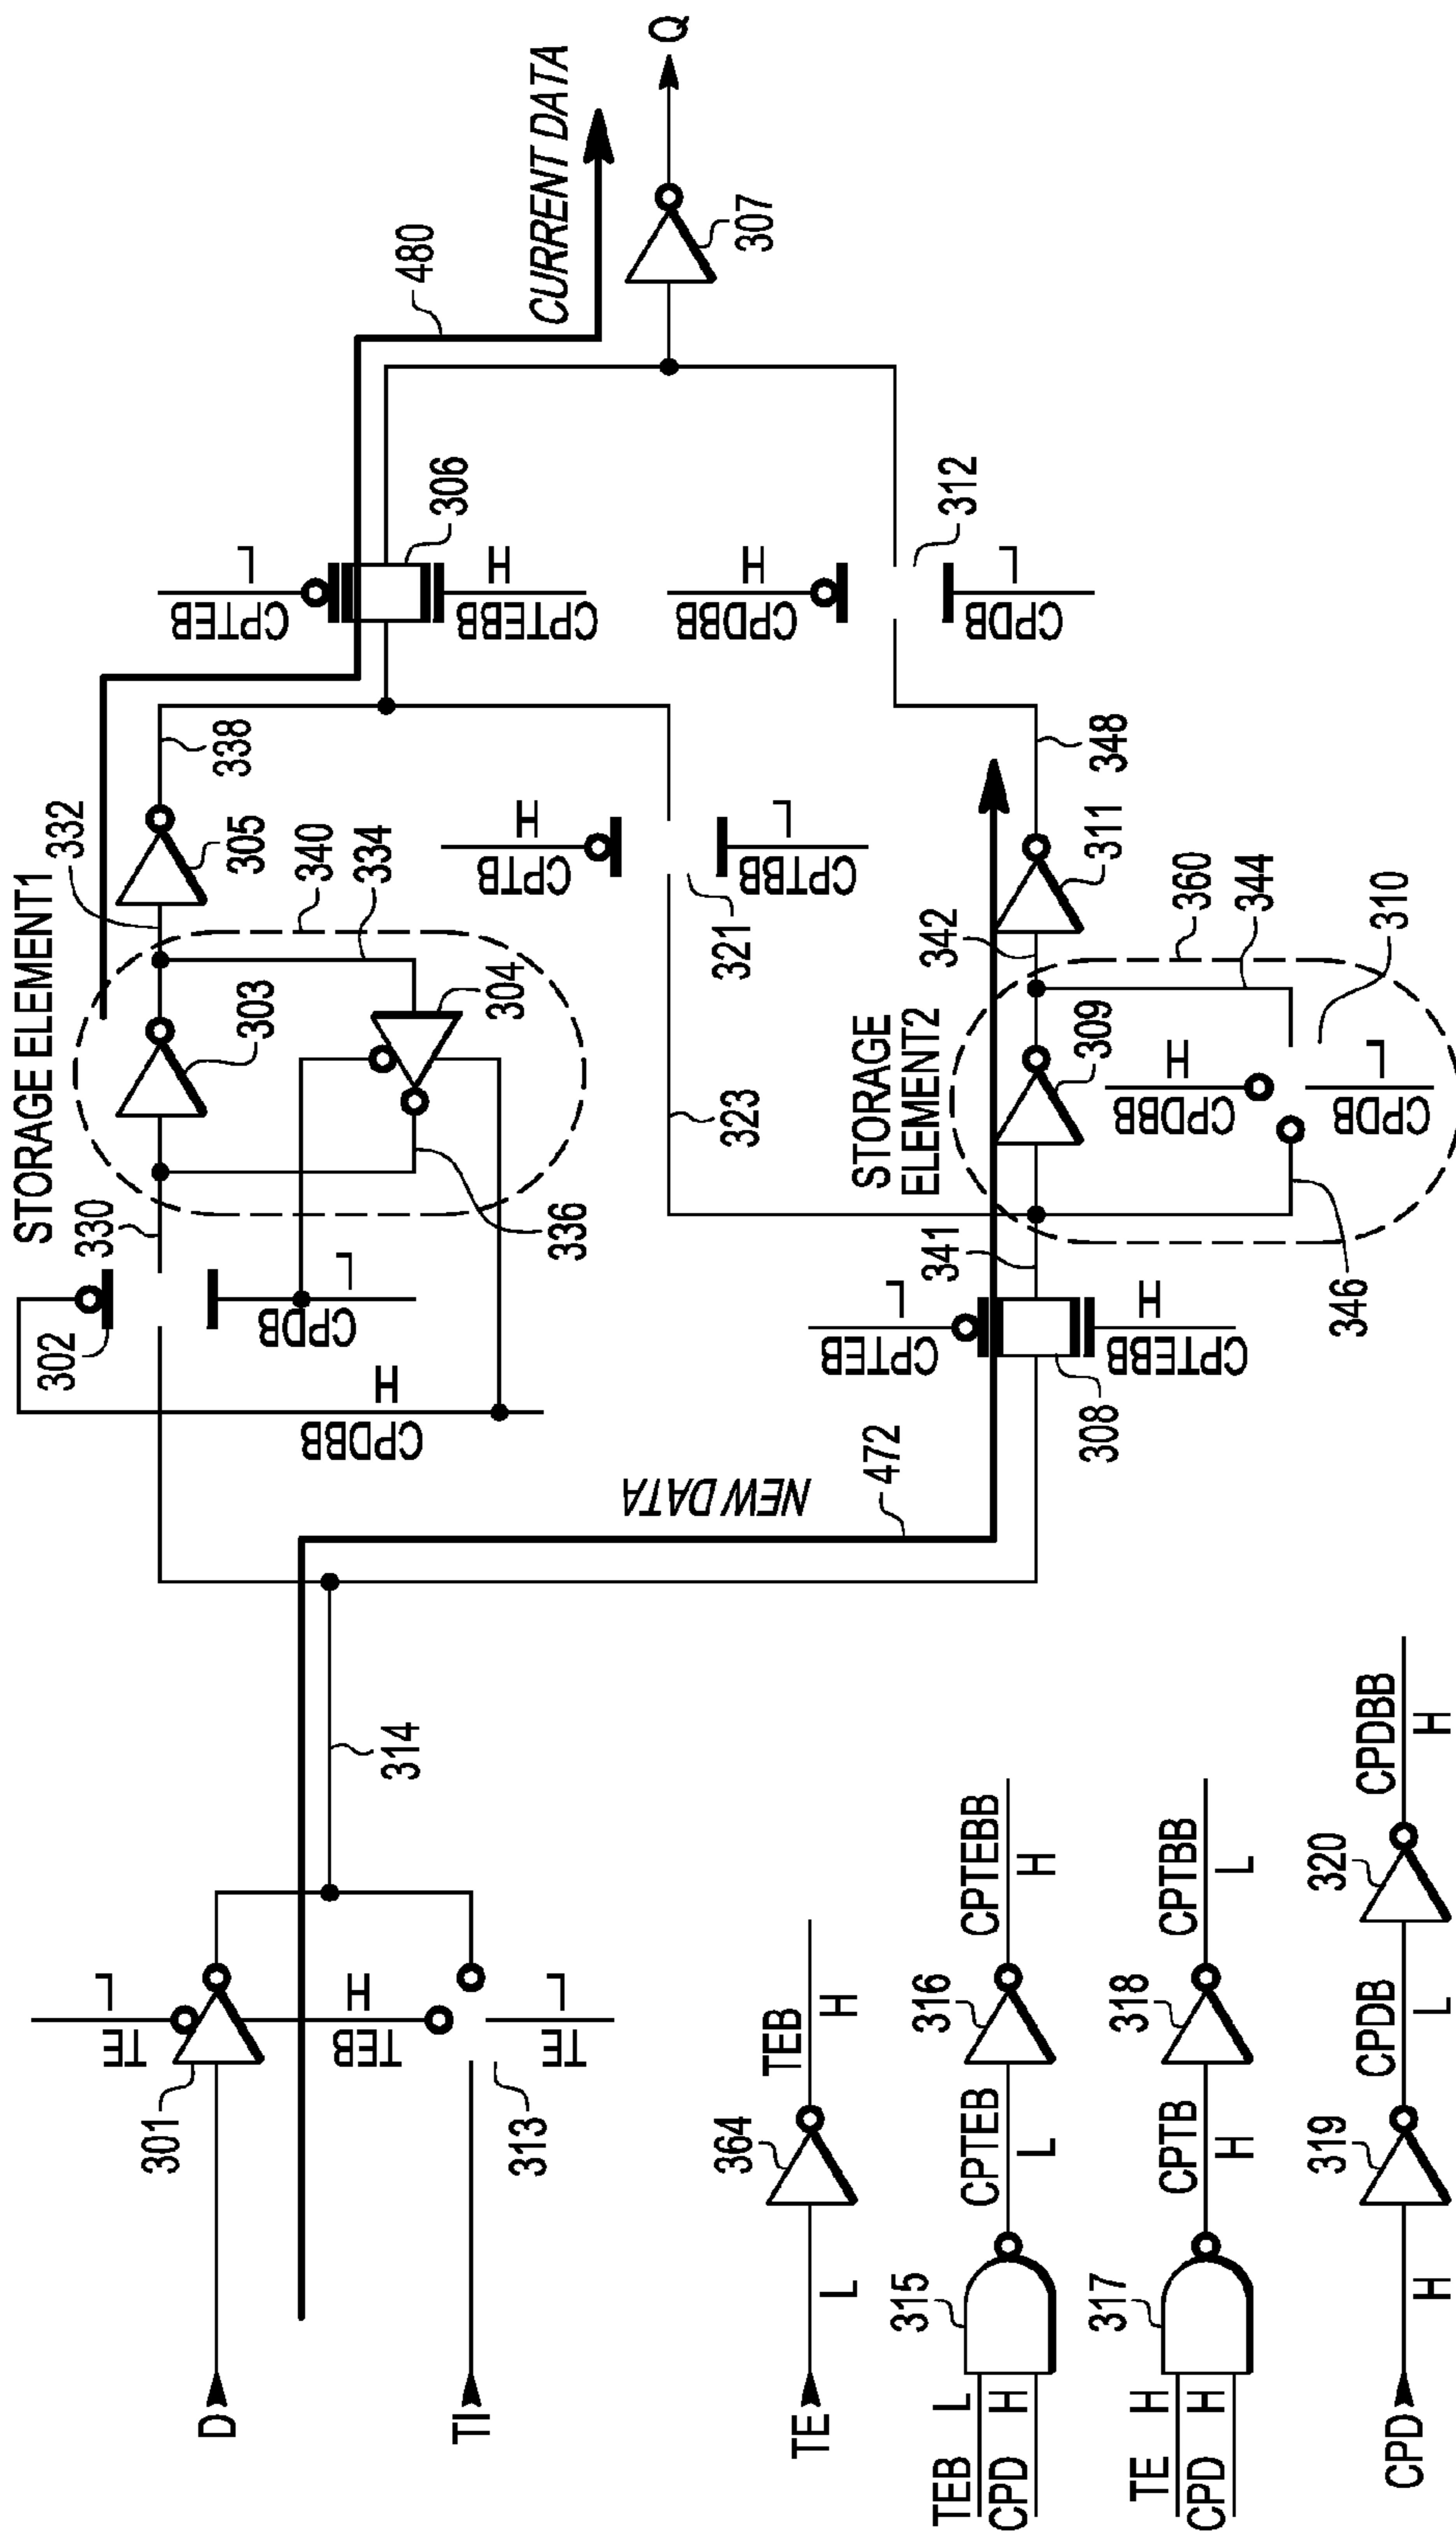 D
TI
301
TE L
TEB H
TE L
313
314
NEW DATA
472
302
CPDBB H
CPDB L
330
STORAGE ELEMENT1
303
304
334
336
340
332
305
338
CPTEB L
CPTEBB H
308
341
323
STORAGE
ELEMENT2
309
CPDBB H
CPDB L
310
346
344
360
342
311
348
CPTB H
CPTBB L
321
CPTEB L
CPTEBB H
306
CPDBB H
CPDB L
312
480
CURRENT DATA
307
Q
TE
L
364
TEB
H
TEB L
CPD H
315
CPTEB
L
316
CPTEBB
H
TE H
CPD H
317
CPTB
H
318
CPTBB
L
CPD
H
319
CPDB
L
320
CPDBB
H